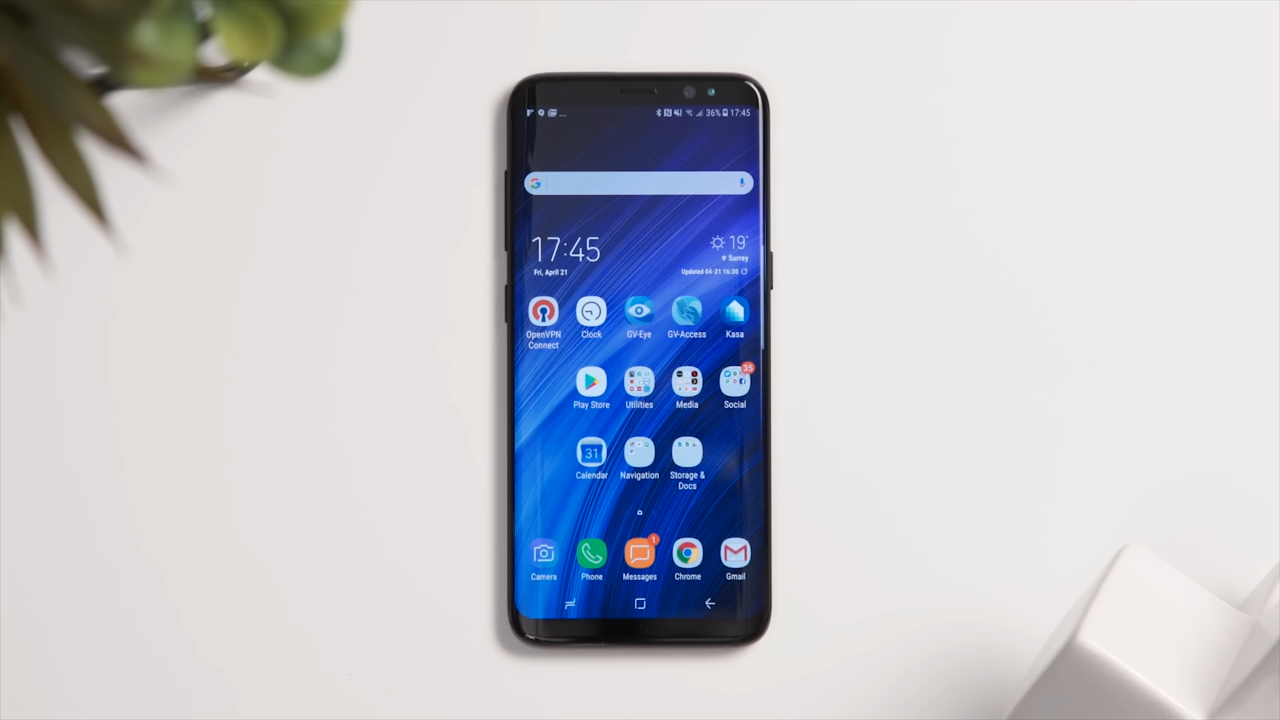 ... 36% 17:45
17:45 19°
Fri, April 21 Surrey
Updated 04-21 16:30
OpenVPN Connect Clock GV-Eye GV-Access Kasa
35
Play Store Utilities Media Social
31
Calendar Navigation Storage & Docs
1
Camera Phone Messages Chrome Gmail